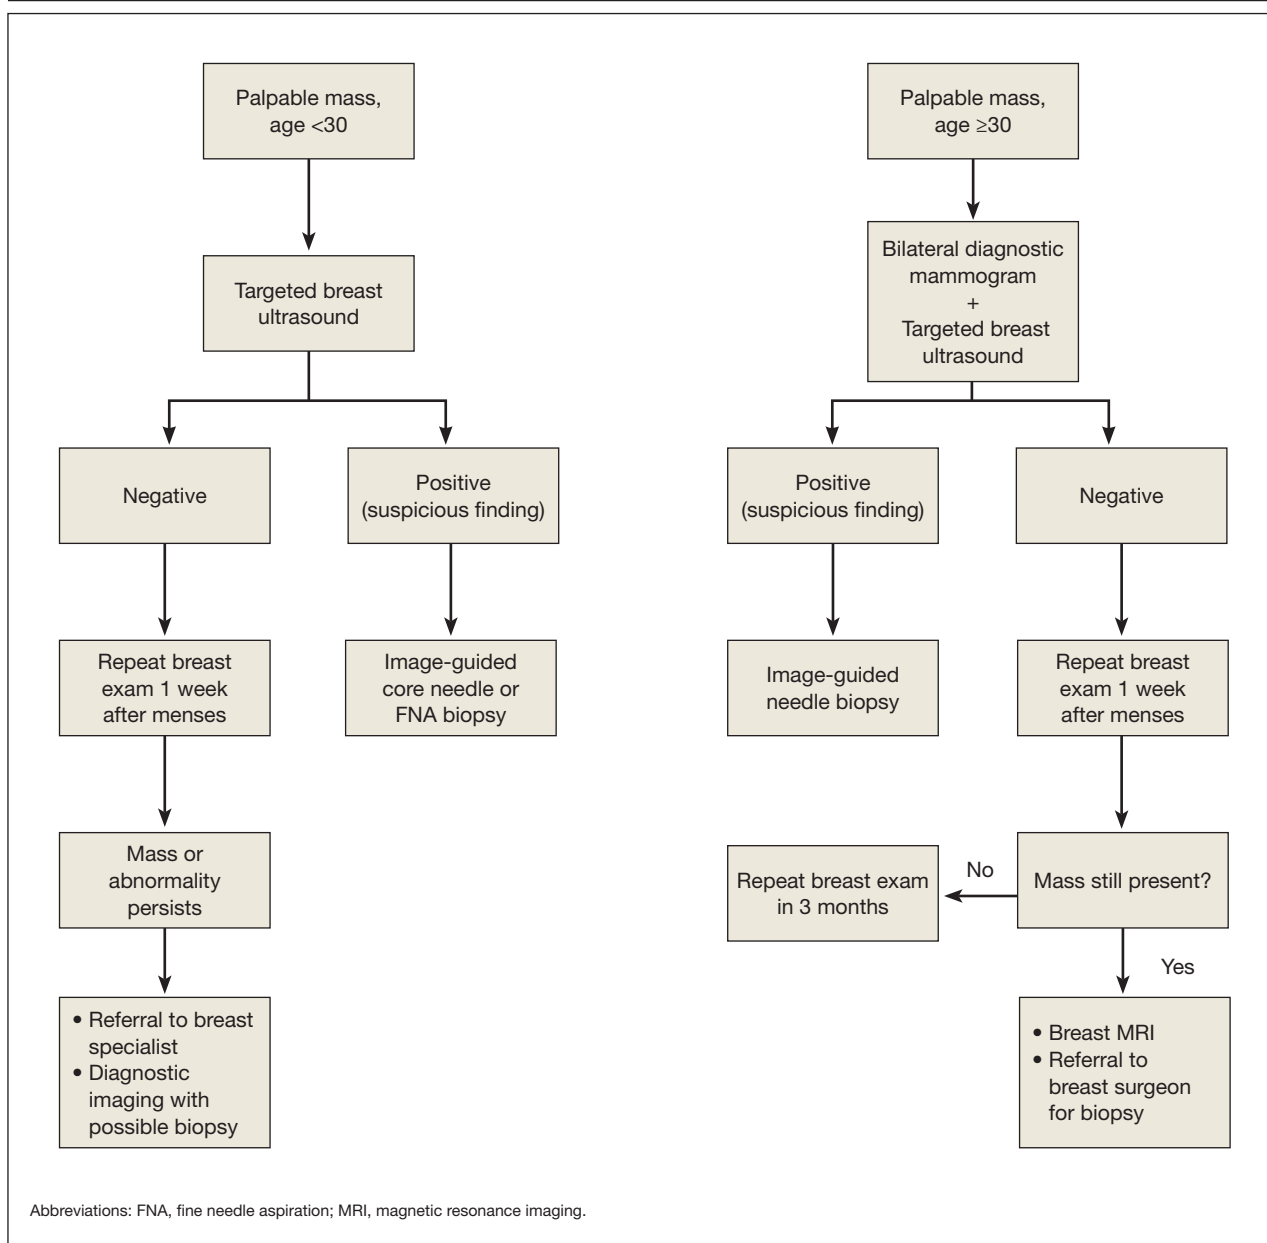 Palpable mass,
age <30
Targeted breast
ultrasound
Negative
Positive
(suspicious finding)
Repeat breast
exam 1 week
after menses
Image-guided
core needle or
FNA biopsy
Mass or
abnormality
persists
• Referral to breast
specialist
• Diagnostic
imaging with
possible biopsy
Palpable mass,
age ≥30
Bilateral diagnostic
mammogram
+
Targeted breast
ultrasound
Positive
(suspicious finding)
Negative
Image-guided
needle biopsy
Repeat breast
exam 1 week
after menses
Mass still present?
No
Repeat breast exam
in 3 months
Yes
• Breast MRI
• Referral to
breast surgeon
for biopsy
Abbreviations: FNA, fine needle aspiration; MRI, magnetic resonance imaging.